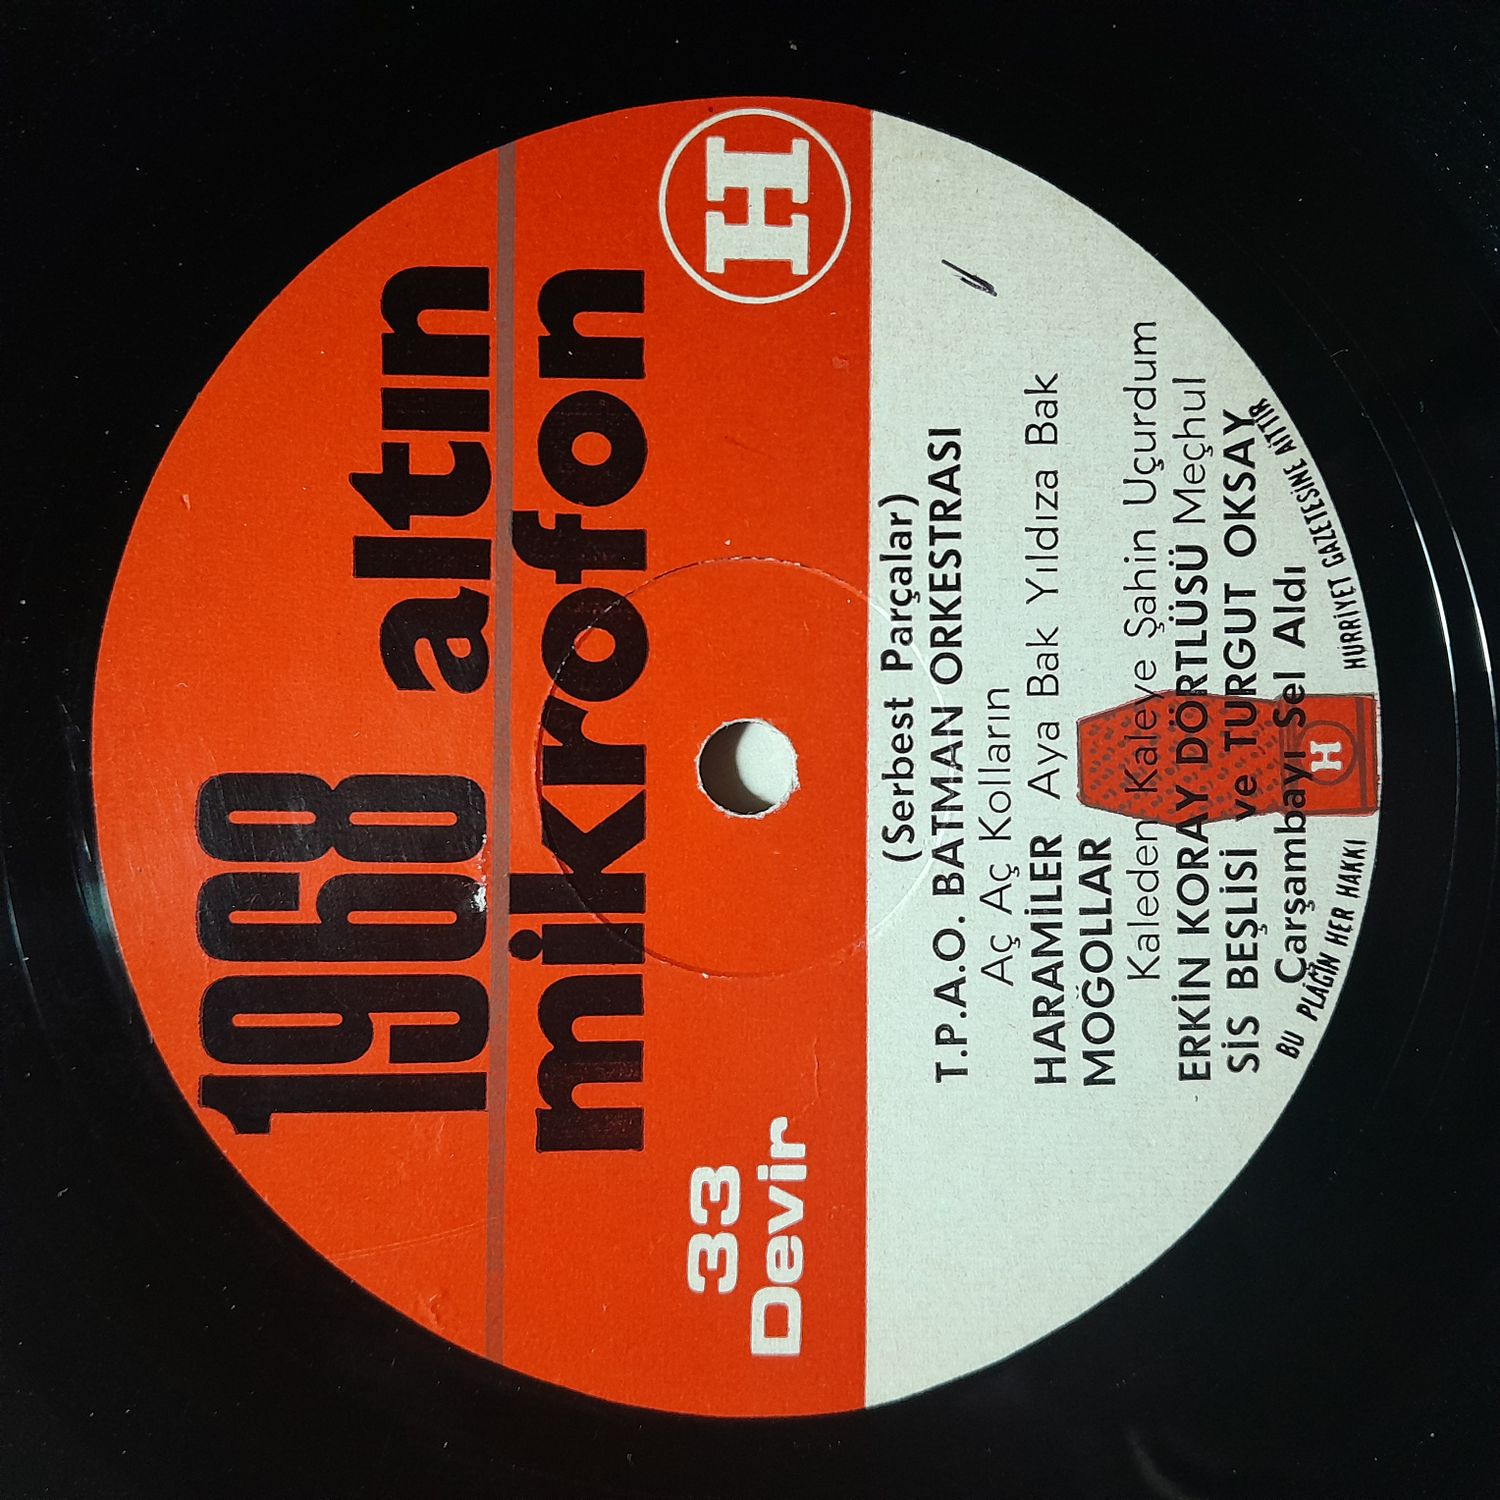 1968 altın
mikrofon
H
33
Devir
(Serbest Parçalar)
T.P.A.O. BATMAN ORKESTRASI
Aç Aç Kolların
HARAMİLER Aya Bak Yıldıza Bak
MOĞOLLAR
Kaleden Kaleye Şahin Uçurdum
ERKİN KORAY DÖRTLÜSÜ Meçhul
SİS BEŞLİSİ ve TURGUT OKSAY
Çarşambayı Sel Aldı
H
BU PLÂĞIN HER HAKKI HÜRRİYET GAZETESİNE AİTTİR